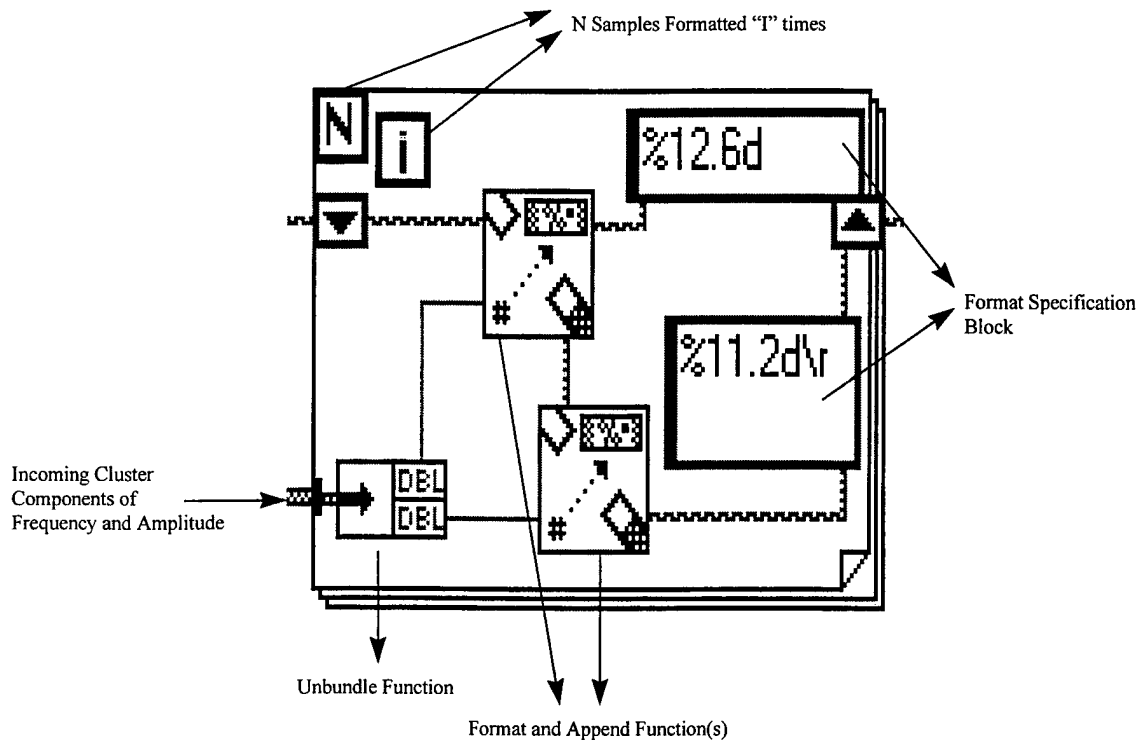 N Samples Formatted “I” times
N
i
%12.6d
Format Specification
Block
%11.2d\r
#
#
DBL
DBL
Incoming Cluster
Components of
Frequency and Amplitude
Unbundle Function
Format and Append Function(s)